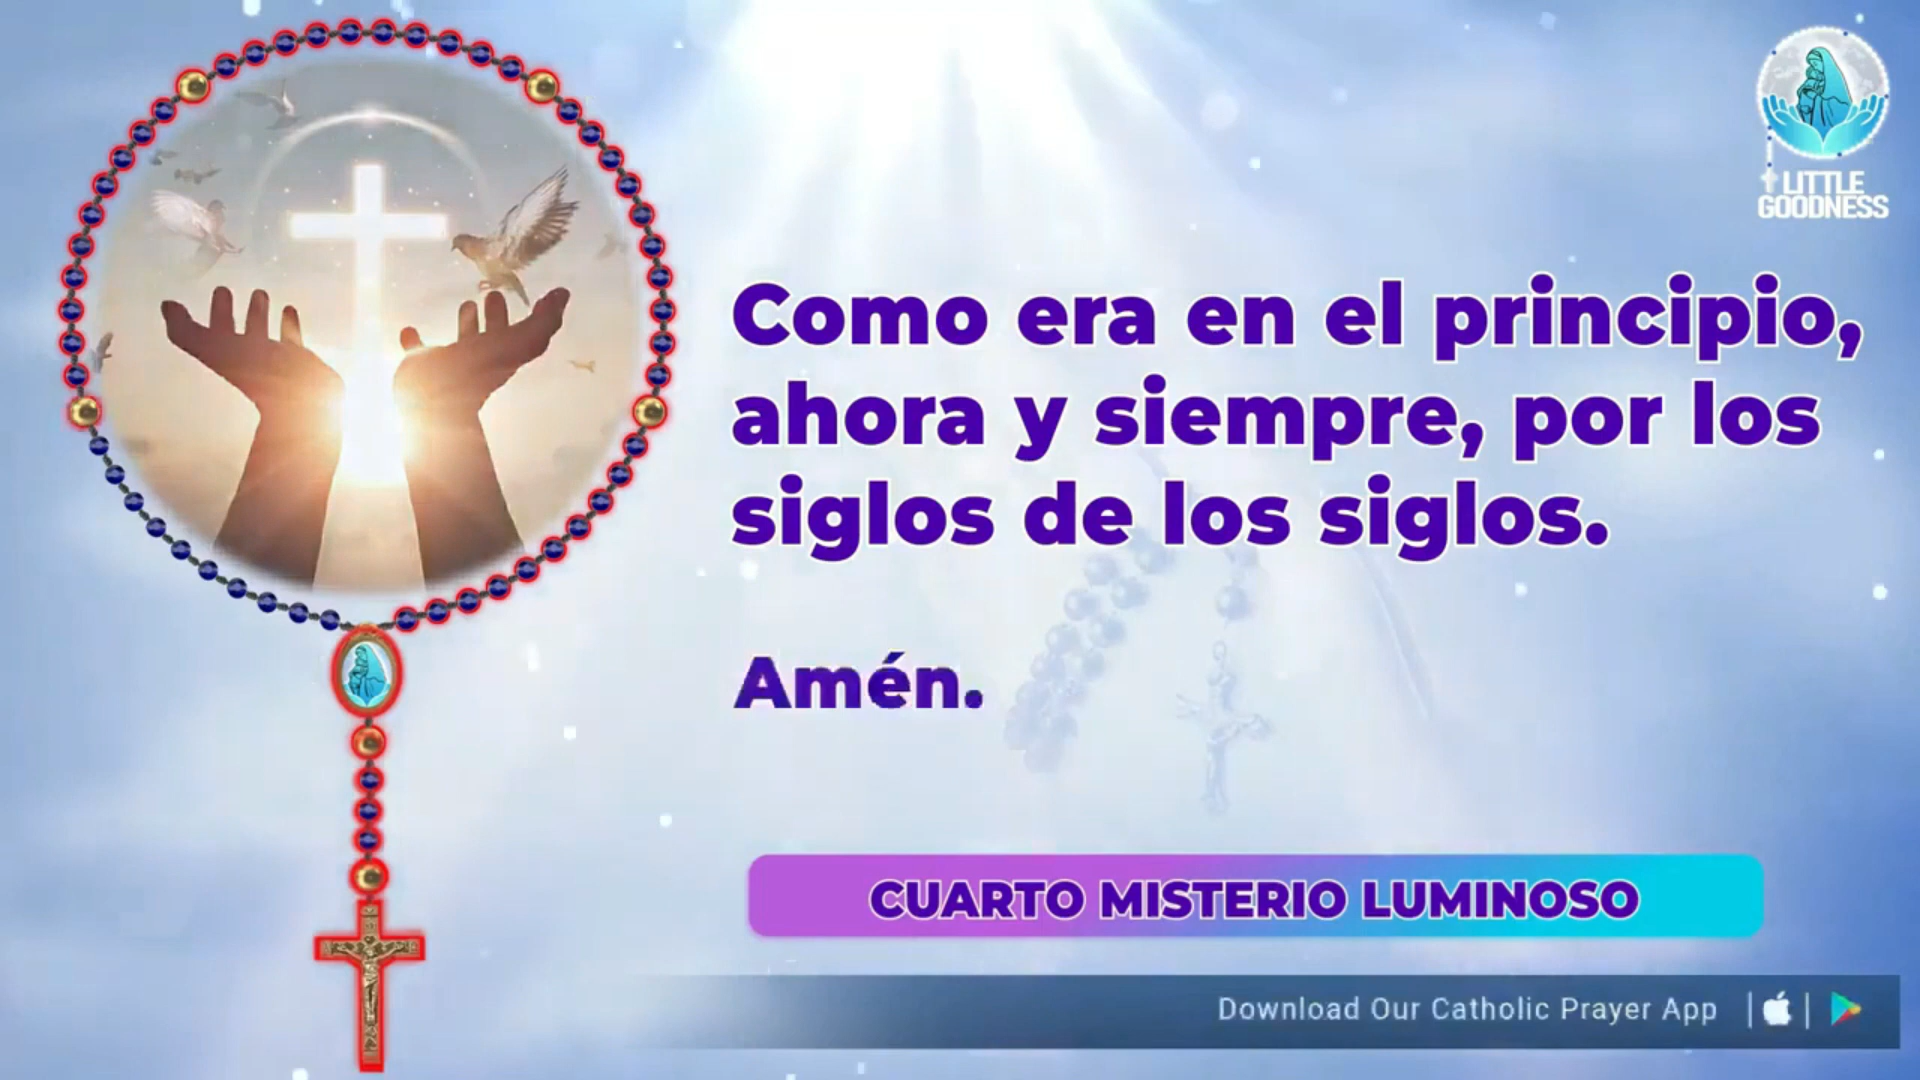 LITTLE
GOODNESS
Como era en el principio,
ahora y siempre, por los
siglos de los siglos.
Amén.
CUARTO MISTERIO LUMINOSO
Download Our Catholic Prayer App